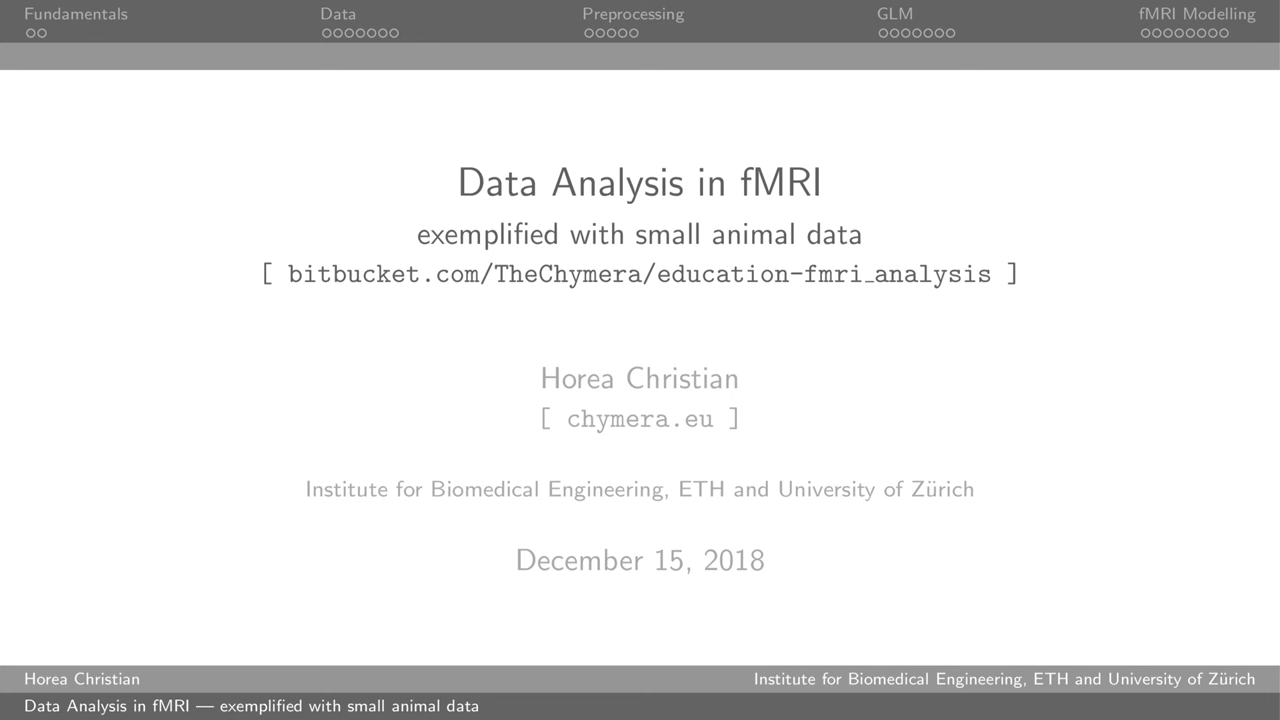 Fundamentals Data Preprocessing GLM fMRI Modelling
Data Analysis in fMRI
exemplified with small animal data
[ bitbucket.com/TheChymera/education-fmri_analysis ]
Horea Christian
[ chymera.eu ]
Institute for Biomedical Engineering, ETH and University of Zürich
December 15, 2018
Horea Christian Institute for Biomedical Engineering, ETH and University of Zürich
Data Analysis in fMRI — exemplified with small animal data